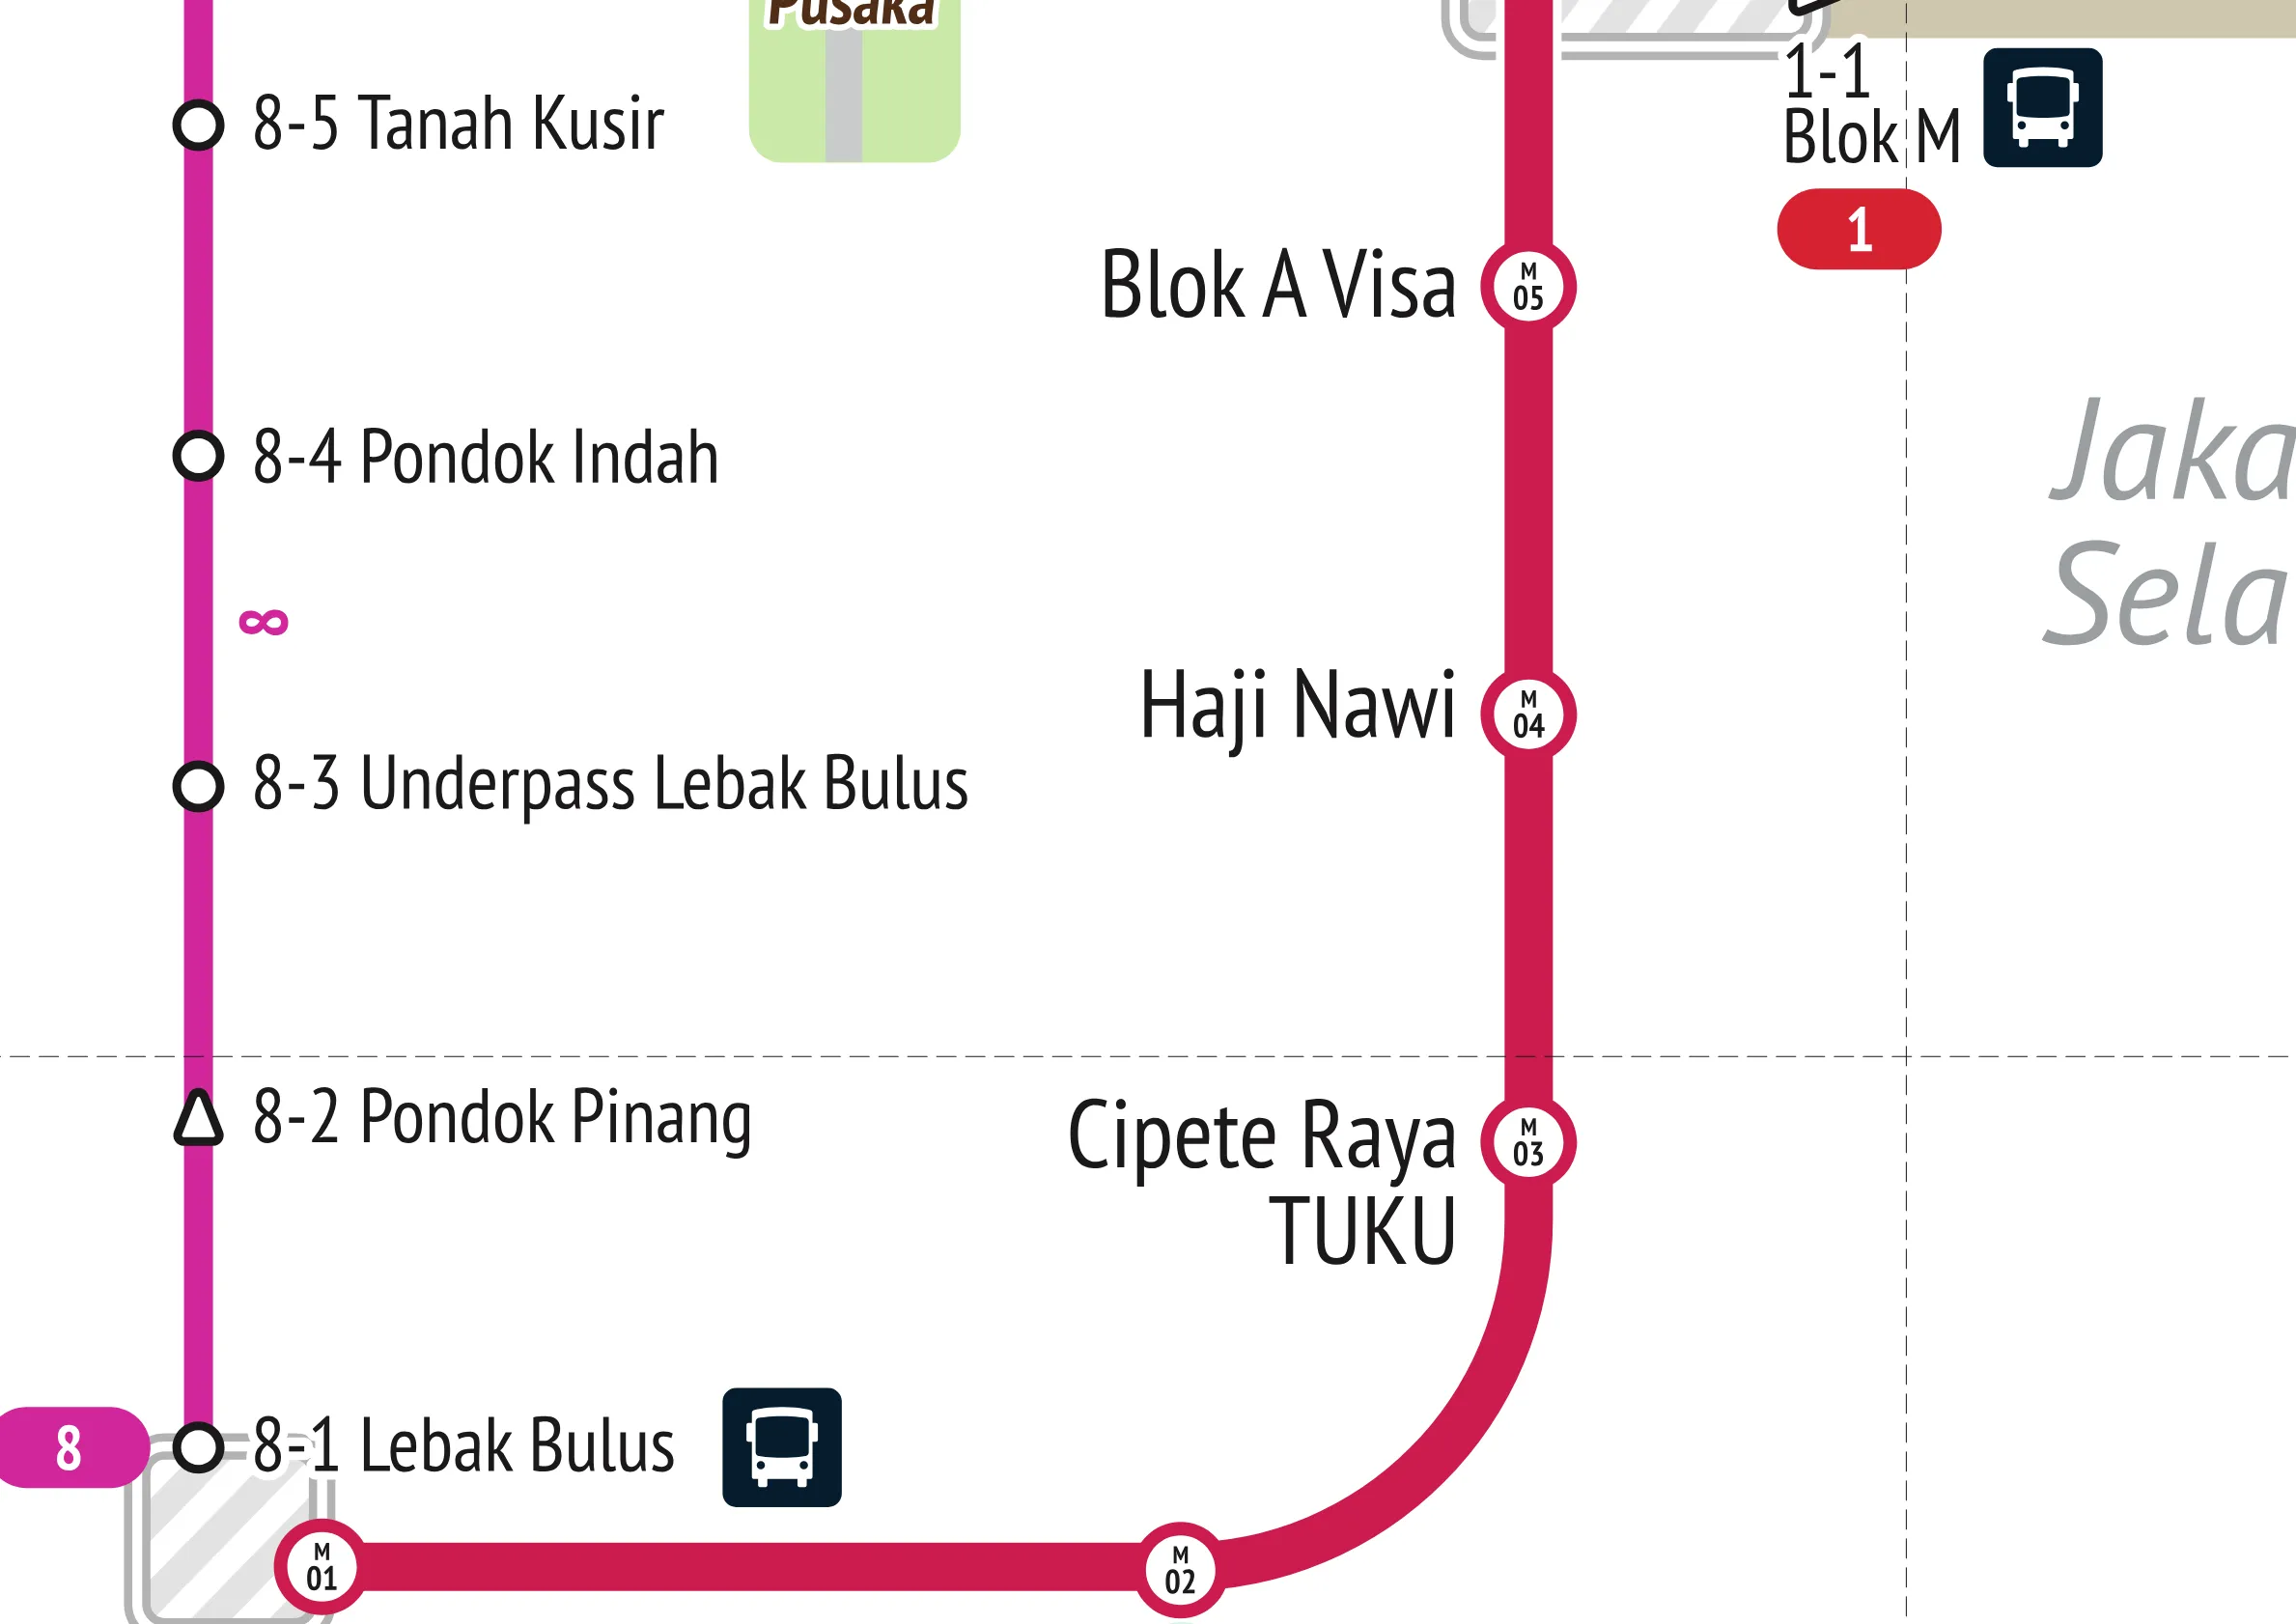 Pusaka
8-5 Tanah Kusir
1-1
Blok M
1
Blok A Visa
M
05
8-4 Pondok Indah
Jaka
Sela
∞
Haji Nawi
M
04
8-3 Underpass Lebak Bulus
8-2 Pondok Pinang
Cipete Raya
TUKU
M
03
8
8-1 Lebak Bulus
M
01
M
02